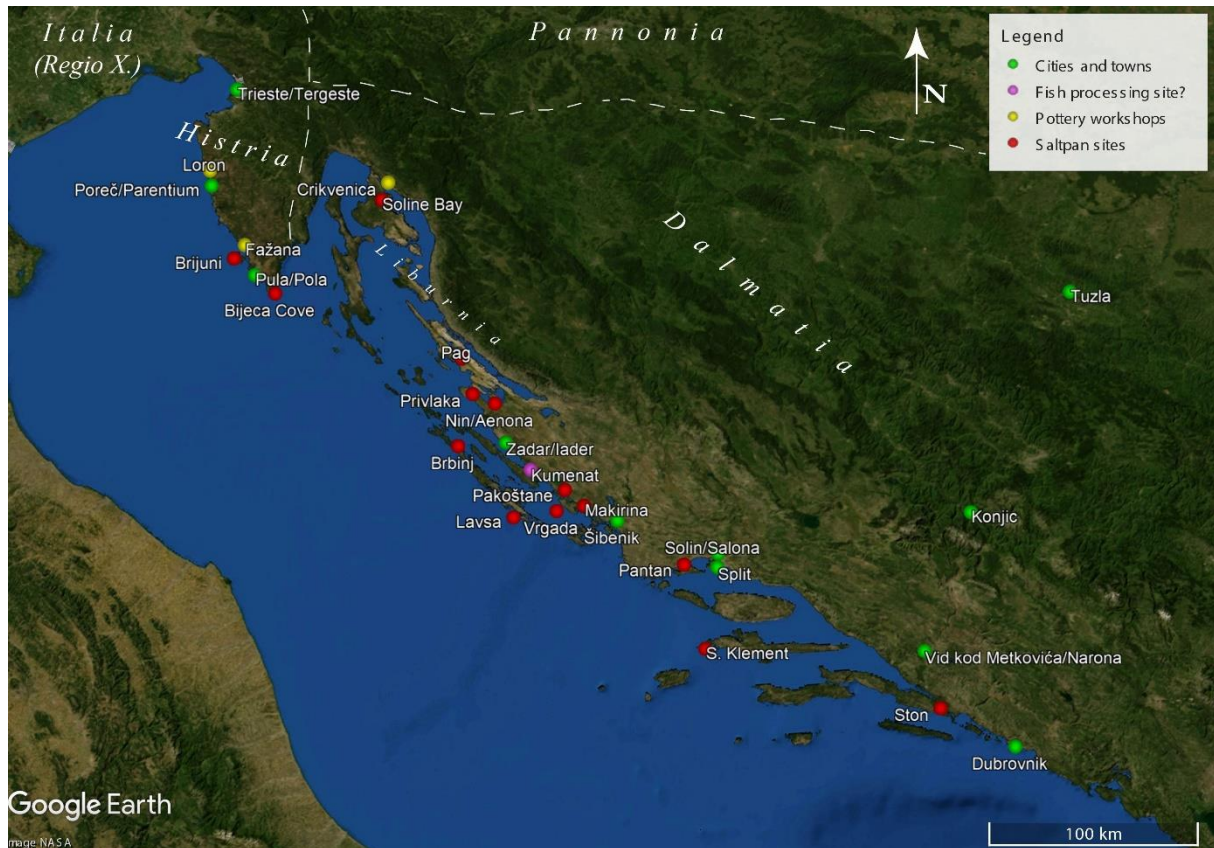 Italia
(Regio X.)
Pannonia
N
Legend
Cities and towns
Fish processing site?
Pottery workshops
Saltpan sites
Trieste/Tergeste
Histria
Loron
Poreč/Parentium
Crikvenica
Soline Bay
Fažana
Brijuni
Pula/Pola
Bijeca Cove
Liburnia
Dalmatia
Tuzla
Pag
Privlaka
Nin/Aenona
Zadar/Iader
Brbinj
Kumenat
Pakoštane
Makirina
Lavsa
Vrgada
Šibenik
Konjic
Solin/Salona
Pantan
Split
S. Klement
Vid kod Metkovića/Narona
Ston
Dubrovnik
Google Earth
mage NASA
100 km